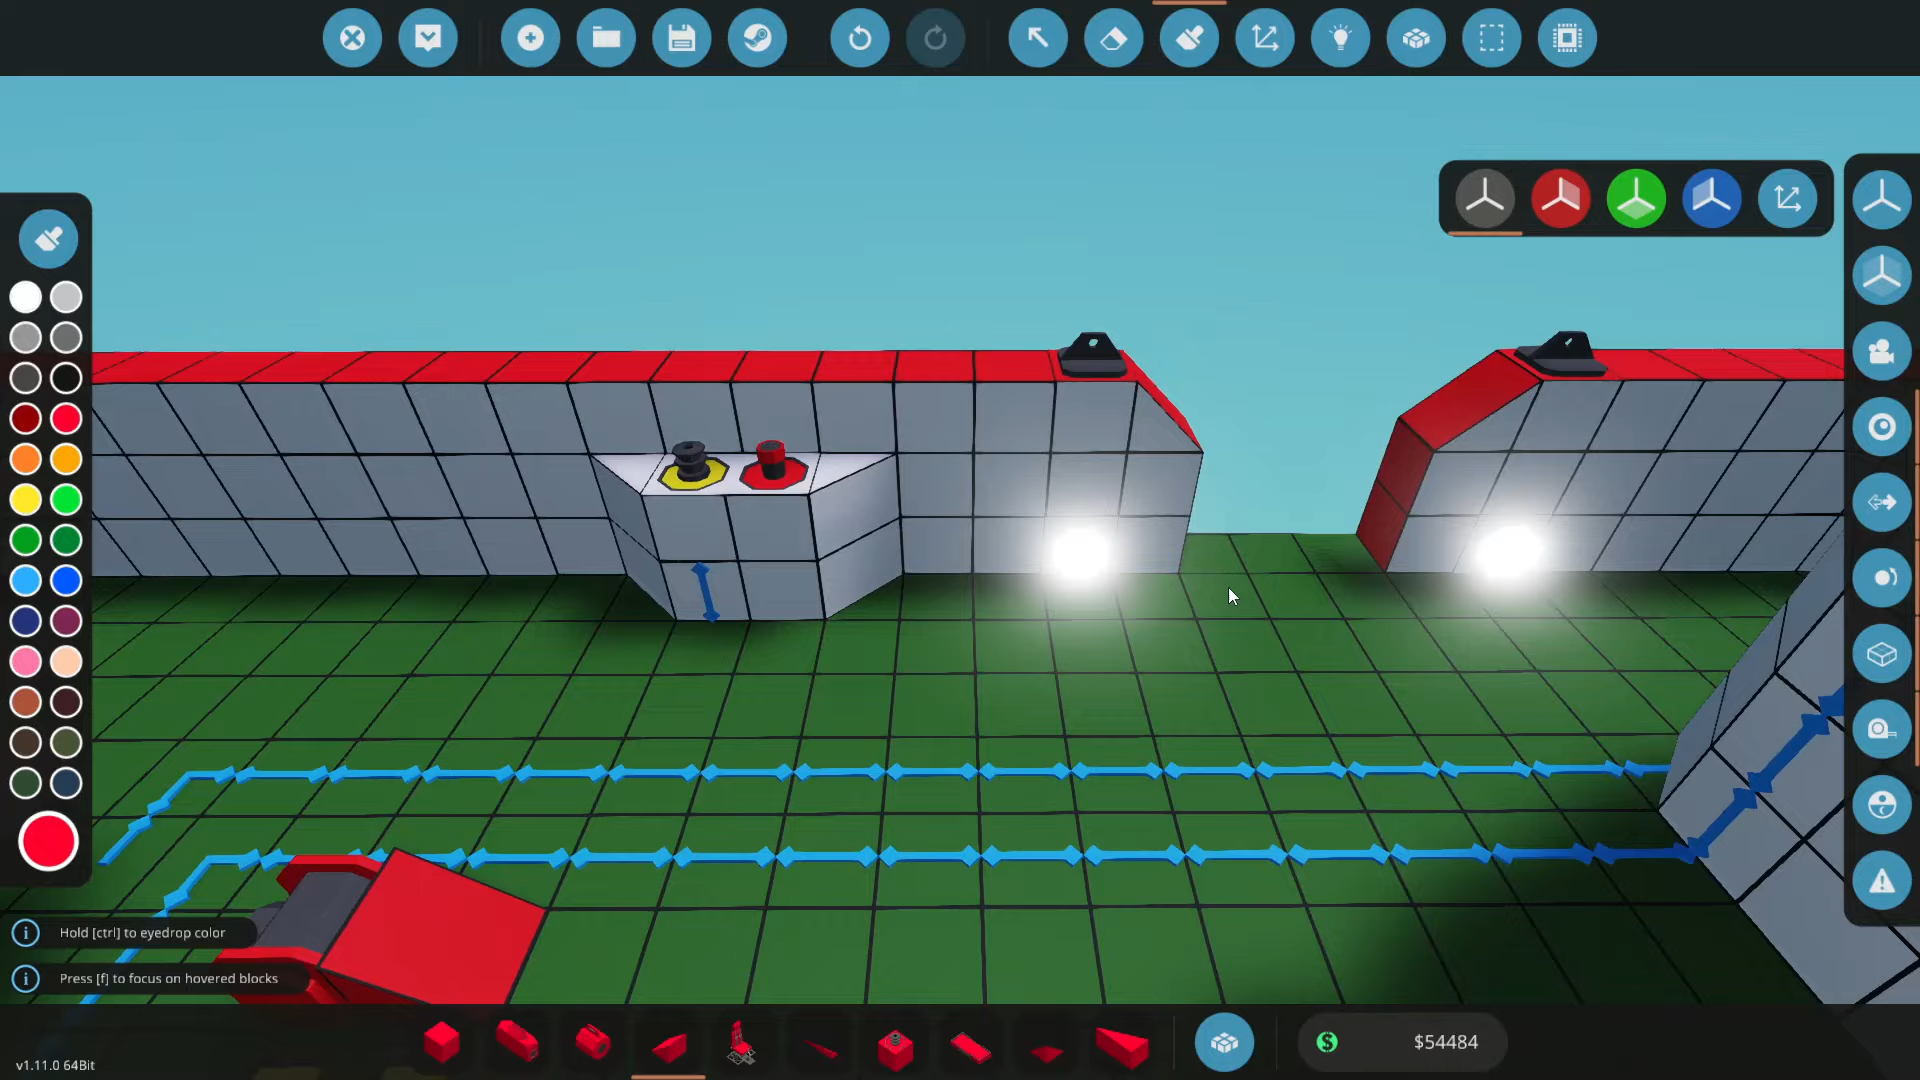 Hold [ctrl] to eyedrop color
Press [f] to focus on hovered blocks
$54484
v1.11.0 64Bit